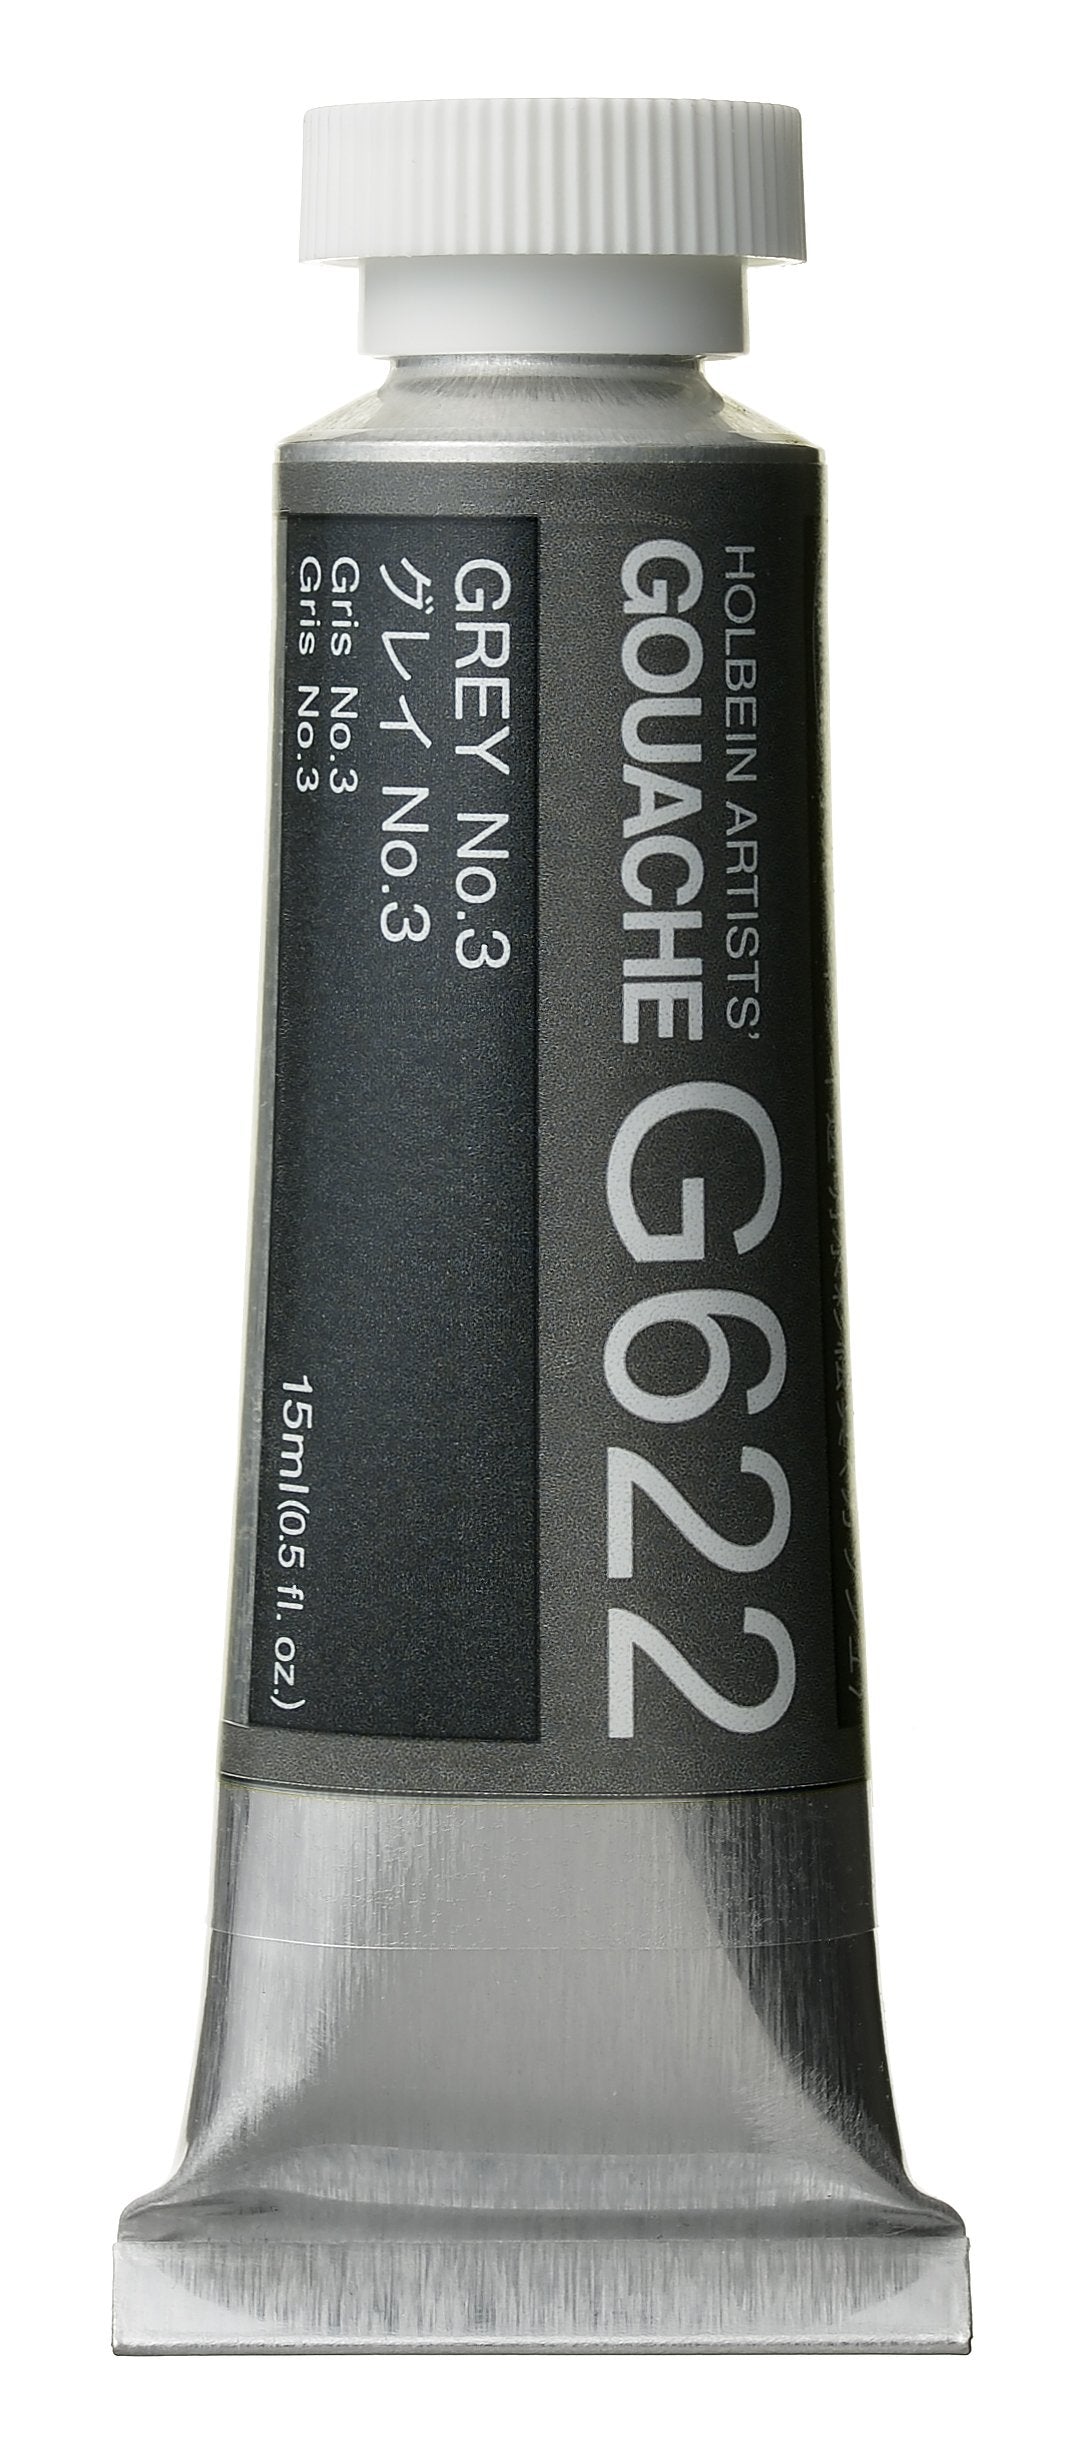 HOLBEIN ARTISTS'
GOUACHE G622
GREY No.3
グレイ No.3
Gris No.3
Gris No.3
15ml(0.5 fl. oz.)